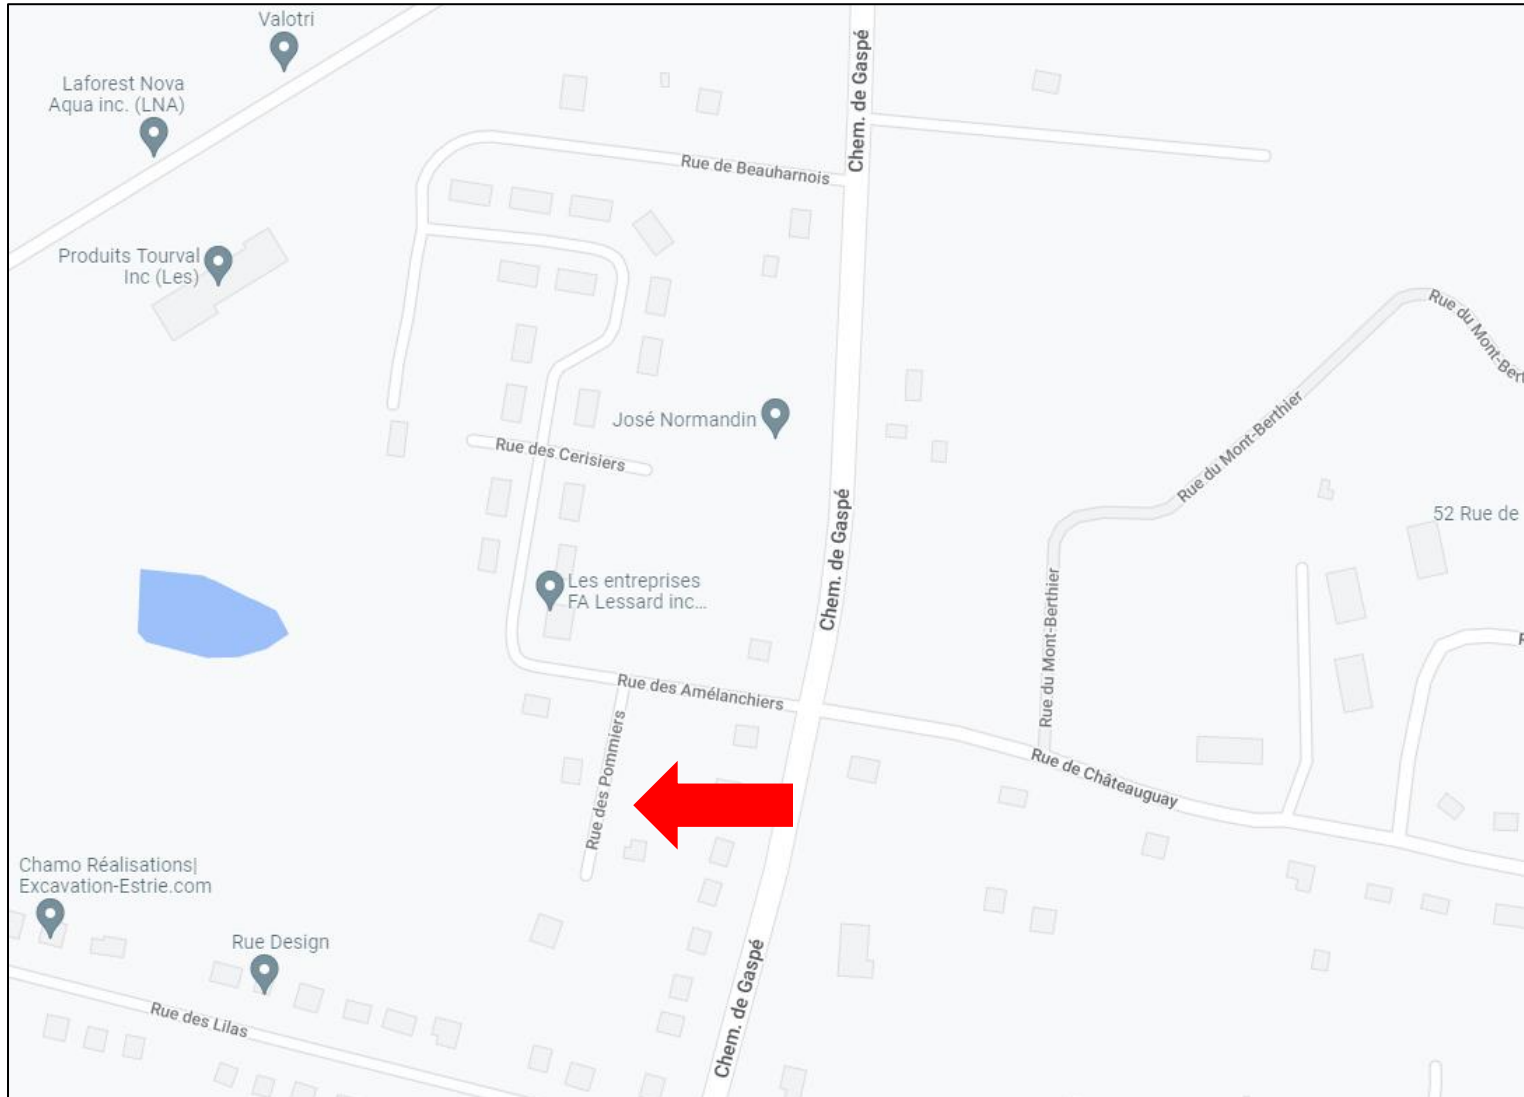 Valotri
Laforest Nova
Aqua inc. (LNA)
Chem. de Gaspé
Rue de Beauharnois
Produits Tourval
Inc (Les)
Rue du Mont-Bert
José Normandin
Rue du Mont-Berthier
Rue des Cerisiers
52 Rue de
Chem. de Gaspé
Les entreprises
FA Lessard inc...
Rue du Mont-Berthier
Rue des Amélanchiers
Rue de Châteauguay
Rue des Pommiers
Chamo Réalisations|
Excavation-Estrie.com
Rue Design
Chem. de Gaspé
Rue des Lilas